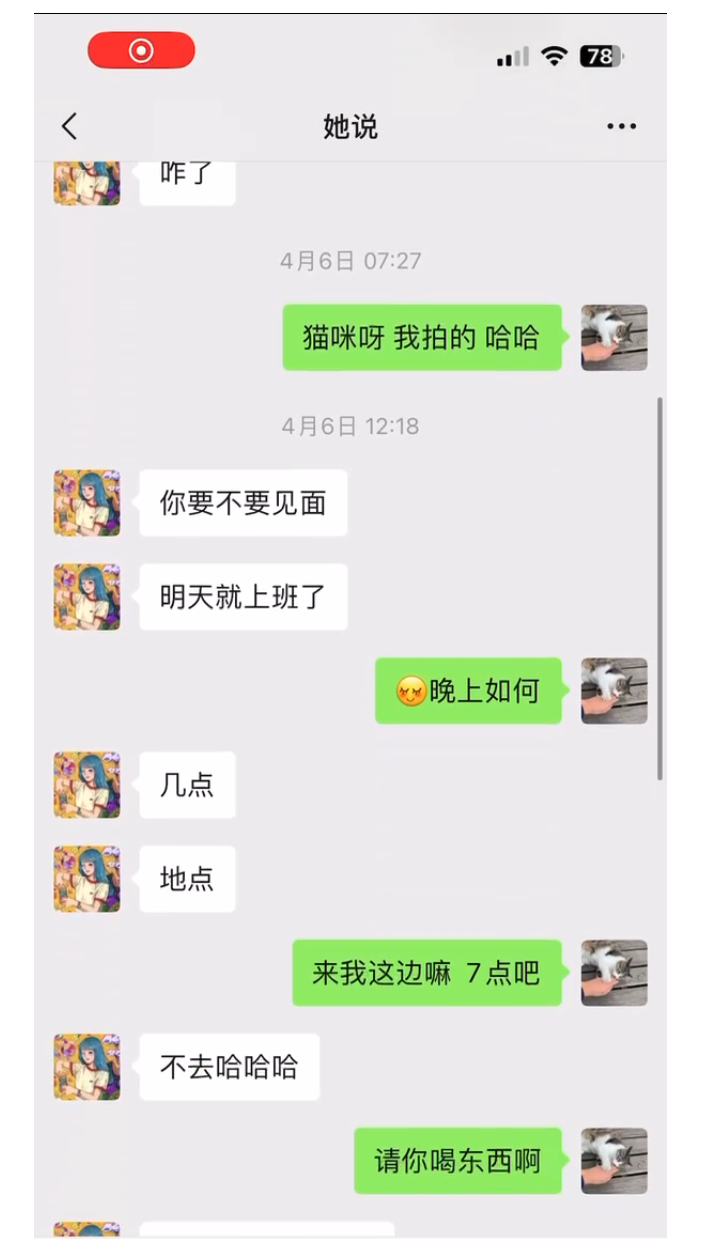 78
她说
咋了
4月6日 07:27
猫咪呀 我拍的 哈哈
4月6日 12:18
你要不要见面
明天就上班了
晚上如何
几点
地点
来我这边嘛 7点吧
不去哈哈哈
请你喝东西啊